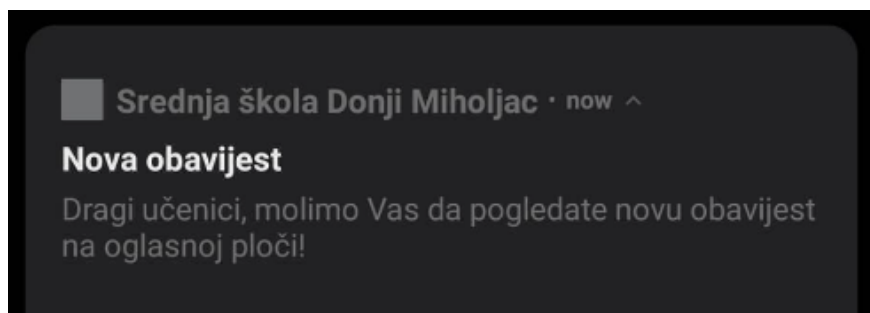 Srednja škola Donji Miholjac · now
Nova obavijest
Dragi učenici, molimo Vas da pogledate novu obavijest
na oglasnoj ploči!